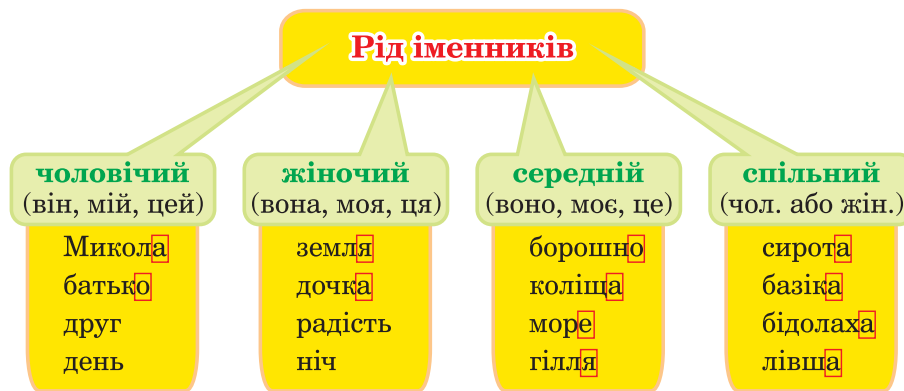 Рід іменників
чоловічий
(він, мій, цей)
Микола
батько
друг
день
жіночий
(вона, моя, ця)
земля
дочка
радість
ніч
середній
(воно, моє, це)
борошно
коліща
море
гілля
спільний
(чол. або жін.)
сирота
базіка
бідолаха
лівша